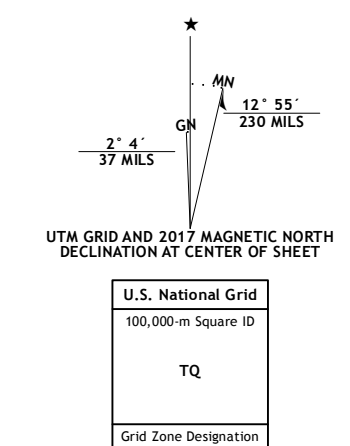 MN
GN
12° 55´
230 MILS
2° 4´
37 MILS
UTM GRID AND 2017 MAGNETIC NORTH
DECLINATION AT CENTER OF SHEET
U.S. National Grid
100,000-m Square ID
TQ
Grid Zone Designation